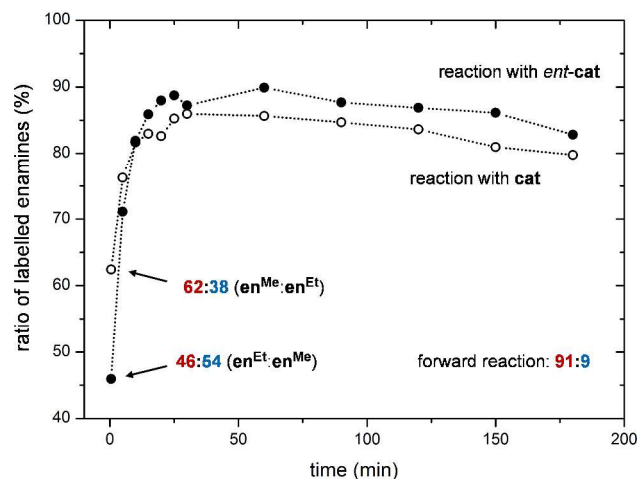 100
90
80
70
60
50
40
ratio of labelled enamines (%)
reaction with ent-cat
reaction with cat
62:38 (enMe:enEt)
46:54 (enEt:enMe)
forward reaction: 91:9
0
50
100
150
200
time (min)